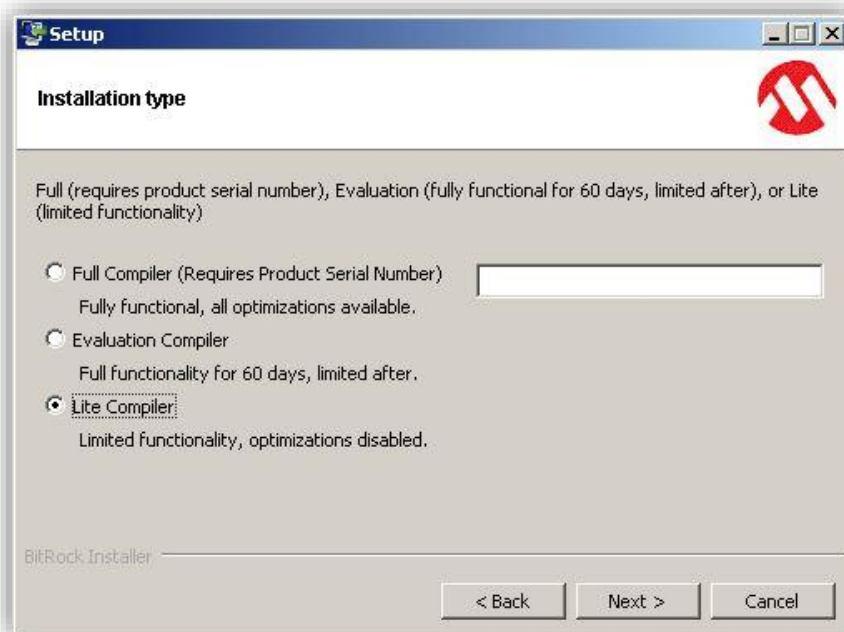 Setup
Installation type
Full (requires product serial number), Evaluation (fully functional for 60 days, limited after), or Lite
(limited functionality)
Full Compiler (Requires Product Serial Number)
Fully functional, all optimizations available.
Evaluation Compiler
Full functionality for 60 days, limited after.
Lite Compiler
Limited functionality, optimizations disabled.
BitRock Installer
< Back Next > Cancel